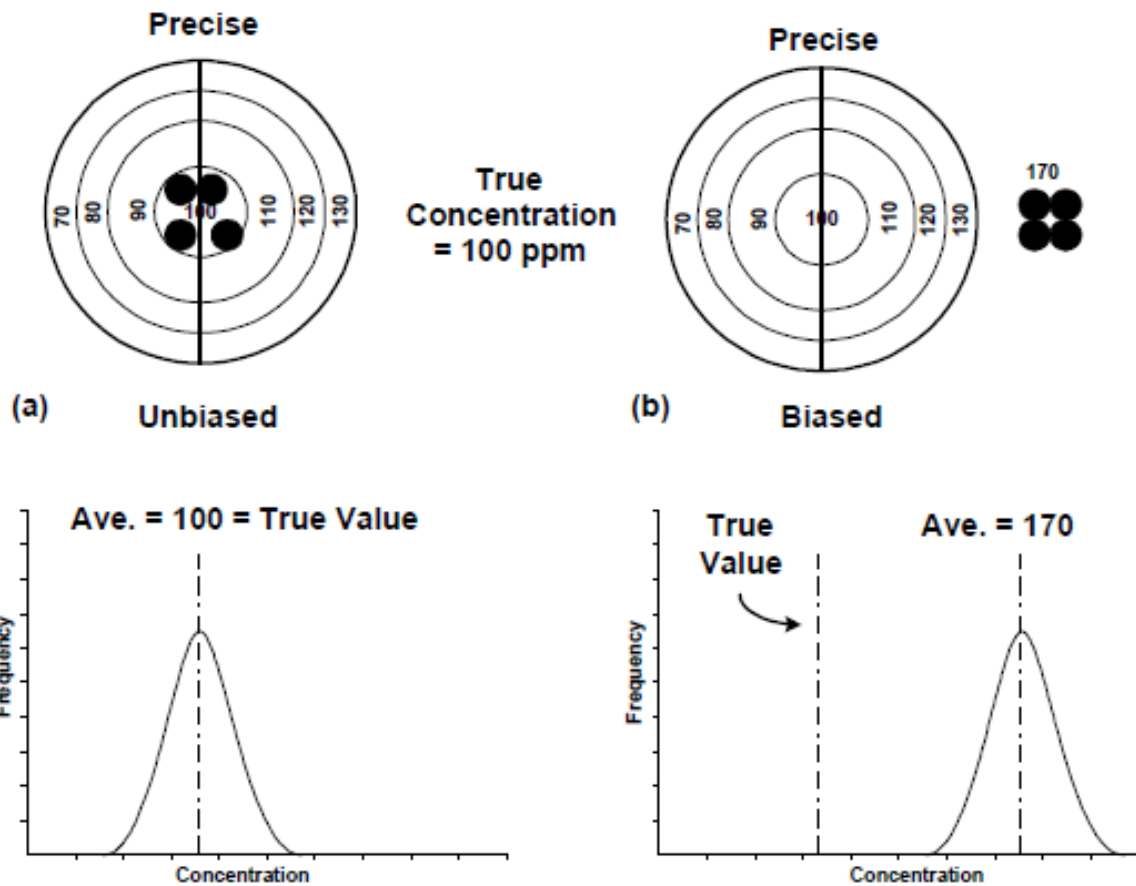 Precise
70
80
90
100
110
120
130
(a)
Unbiased
True
Concentration
= 100 ppm
Precise
70
80
90
100
110
120
130
170
(b)
Biased
Ave. = 100 = True Value
Frequency
Concentration
True
Value
Ave. = 170
Frequency
Concentration